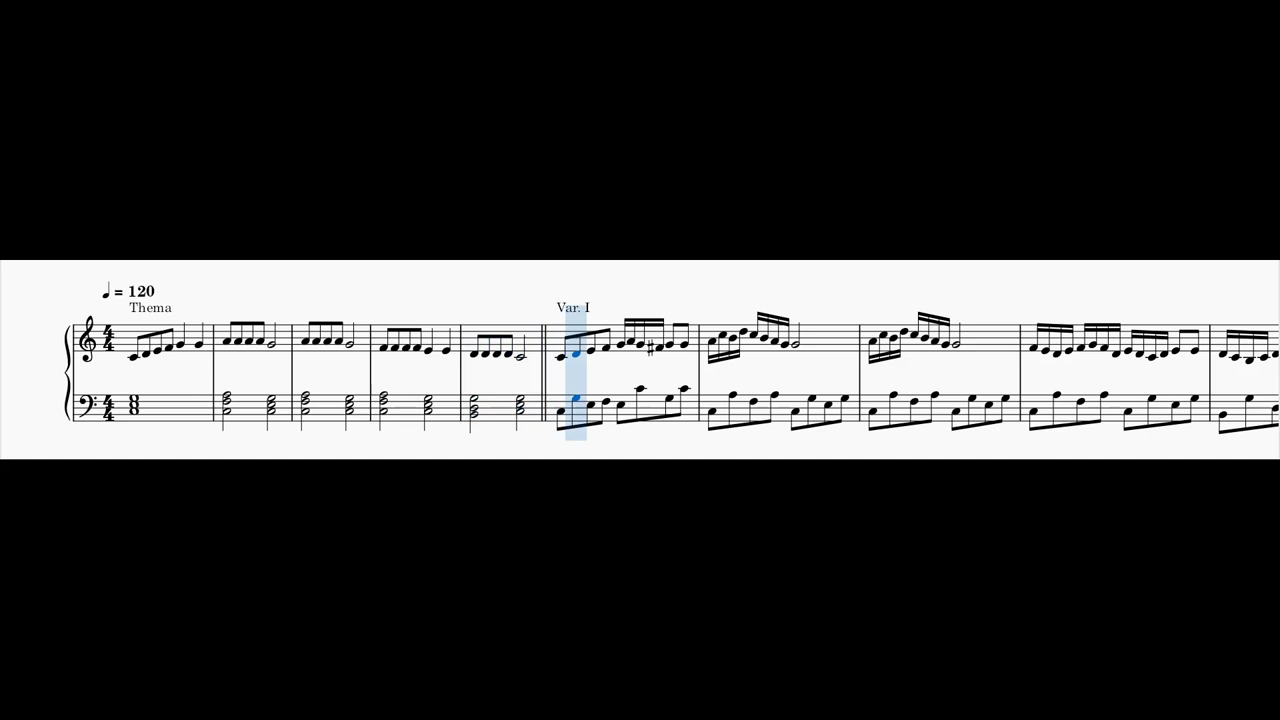 = 120
Thema
Var. I